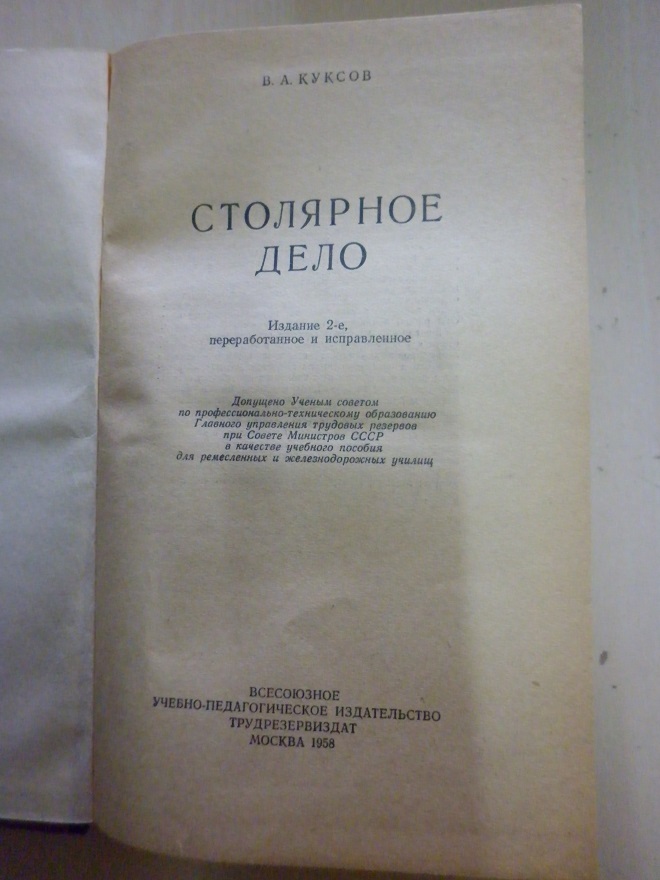 В. А. КУКСОВ
СТОЛЯРНОЕ
ДЕЛО
Издание 2-е,
переработанное и исправленное
Допущено Ученым советом
по профессионально-техническому образованию
Главного управления трудовых резервов
при Совете Министров СССР
в качестве учебного пособия
для ремесленных и железнодорожных училищ
ВСЕСОЮЗНОЕ
УЧЕБНО-ПЕДАГОГИЧЕСКОЕ ИЗДАТЕЛЬСТВО
ТРУДРЕЗЕРВИЗДАТ
МОСКВА 1958